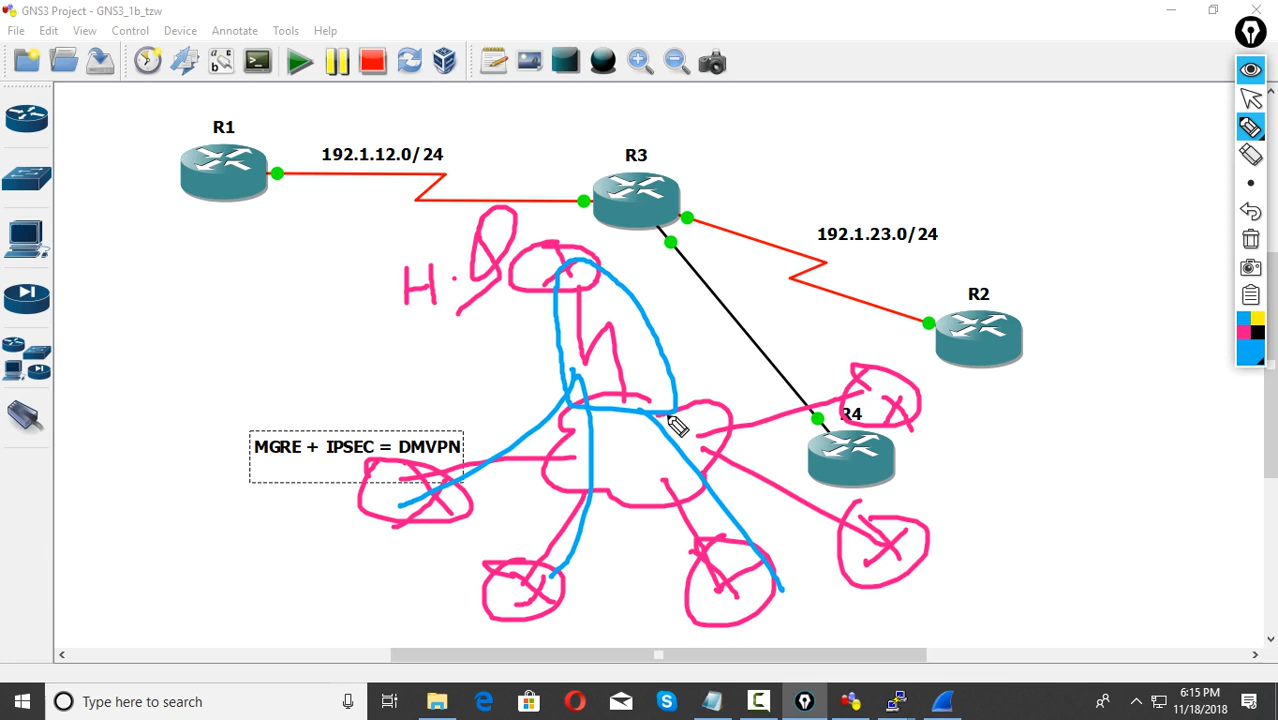 GNS3 Project - GNS3_1b_tzw
File Edit View Control Device Annotate Tools Help
R1
192.1.12.0/24
R3
192.1.23.0/24
H.O
R2
R4
MGRE + IPSEC = DMVPN
Type here to search
6:15 PM
11/18/2018